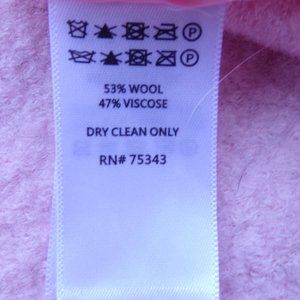 P
P
53% WOOL
47% VISCOSE
DRY CLEAN ONLY
RN# 75343